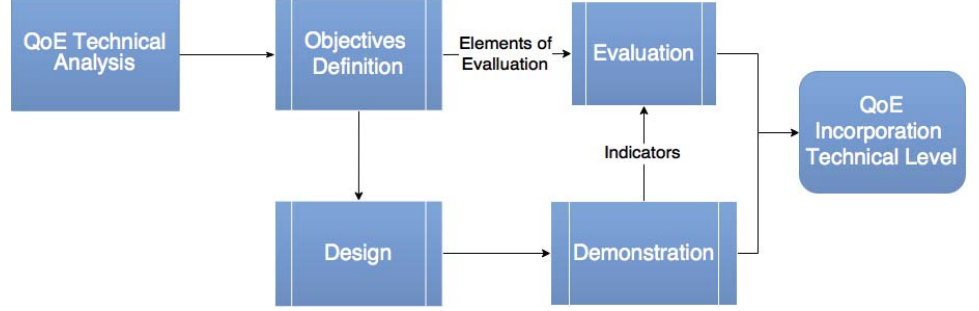 QoE Technical
Analysis
Objectives
Definition
Elements of
Evalluation
Evaluation
QoE
Incorporation
Technical Level
Indicators
Design
Demonstration